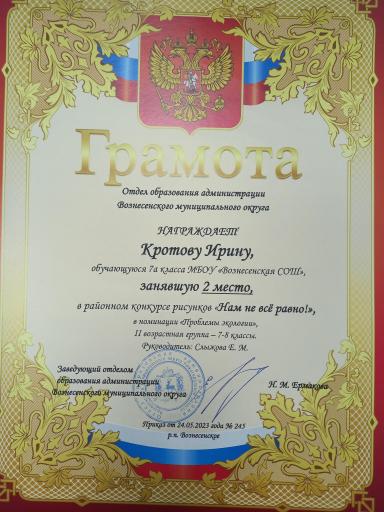 Грамота
Отдел образования администрации
Вознесенского муниципального округа
НАГРАЖДАЕТ
Кротову Ирину,
обучающуюся 7а класса МБОУ «Вознесенская СОШ»,
занявшую 2 место,
в районном конкурсе рисунков «Нам не всё равно!»,
в номинации «Проблемы экологии»,
II возрастная группа – 7-8 классы.
Руководитель: Слыжова Е. М.
Заведующий отделом
образования администрации
Вознесенского муниципального округа
Н. М. Ермакова
Приказ от 24.05.2023 года № 245
р.п. Вознесенское